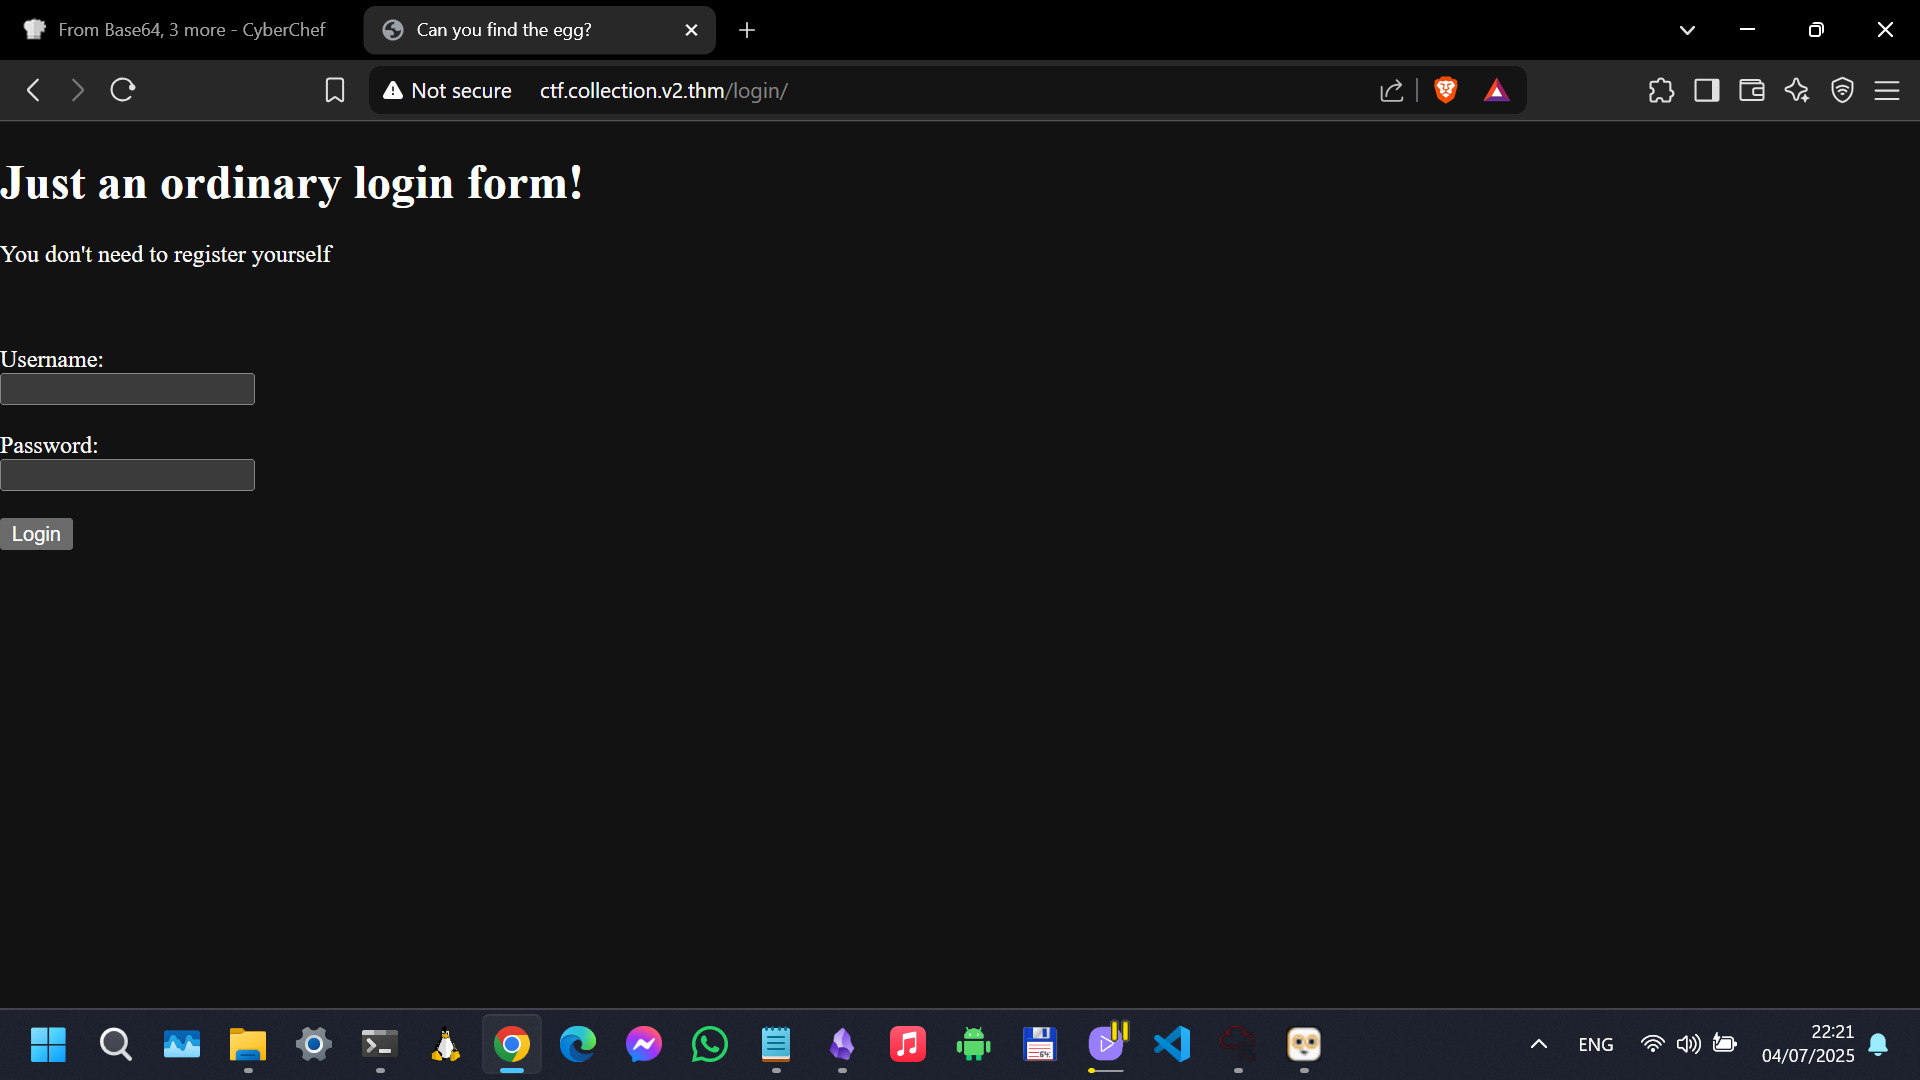 From Base64, 3 more - CyberChef
Can you find the egg?
Not secure
ctf.collection.v2.thm/login/
Just an ordinary login form!
You don't need to register yourself
Username:
Password:
Login
64
ENG
22:21
04/07/2025